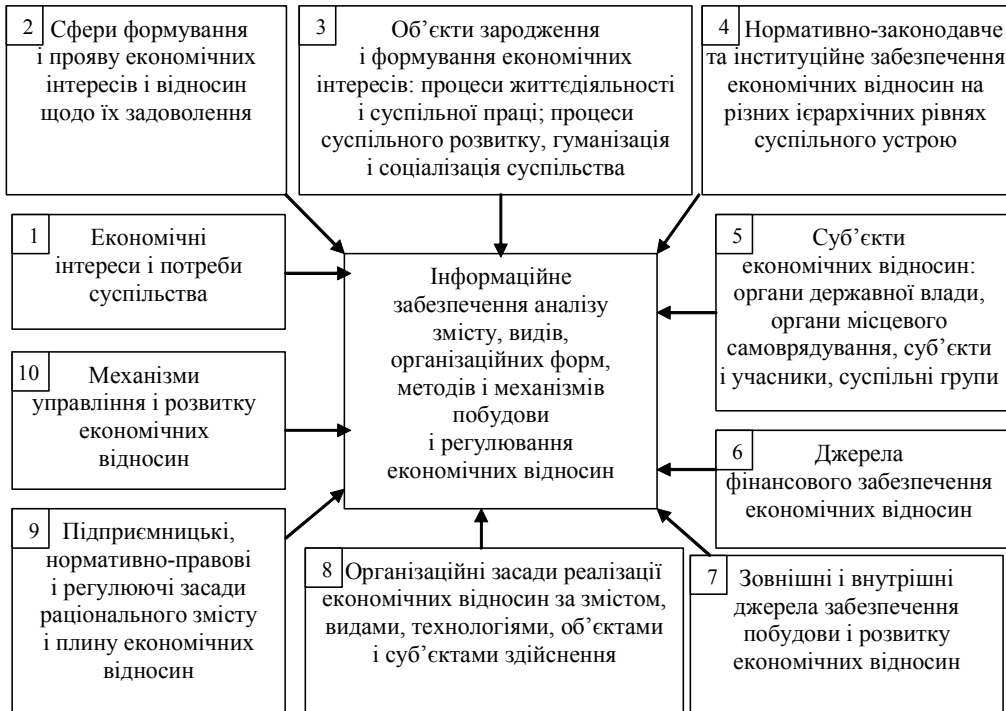 2 Сфери формування
і прояву економічних
інтересів і відносин
щодо їх задоволення
3 Об’єкти зародження
і формування економічних
інтересів: процеси життєдіяльності
і суспільної праці; процеси
суспільного розвитку, гуманізація
і соціалізація суспільства
4 Нормативно-законодавче
та інституційне забезпечення
економічних відносин на
різних ієрархічних рівнях
суспільного устрою
1 Економічні
інтереси і потреби
суспільства
Інформаційне
забезпечення аналізу
змісту, видів,
організаційних форм,
методів і механізмів
побудови
і регулювання
економічних відносин
5 Суб’єкти
економічних відносин:
органи державної влади,
органи місцевого
самоврядування, суб’єкти
і учасники, суспільні групи
10 Механізми
управління і розвитку
економічних
відносин
6 Джерела
фінансового забезпечення
економічних відносин
9 Підприємницькі,
нормативно-правові
і регулюючі засади
раціонального змісту
і плину економічних
відносин
8 Організаційні засади реалізації
економічних відносин за змістом,
видами, технологіями, об’єктами
і суб’єктами здійснення
7 Зовнішні і внутрішні
джерела забезпечення
побудови і розвитку
економічних відносин